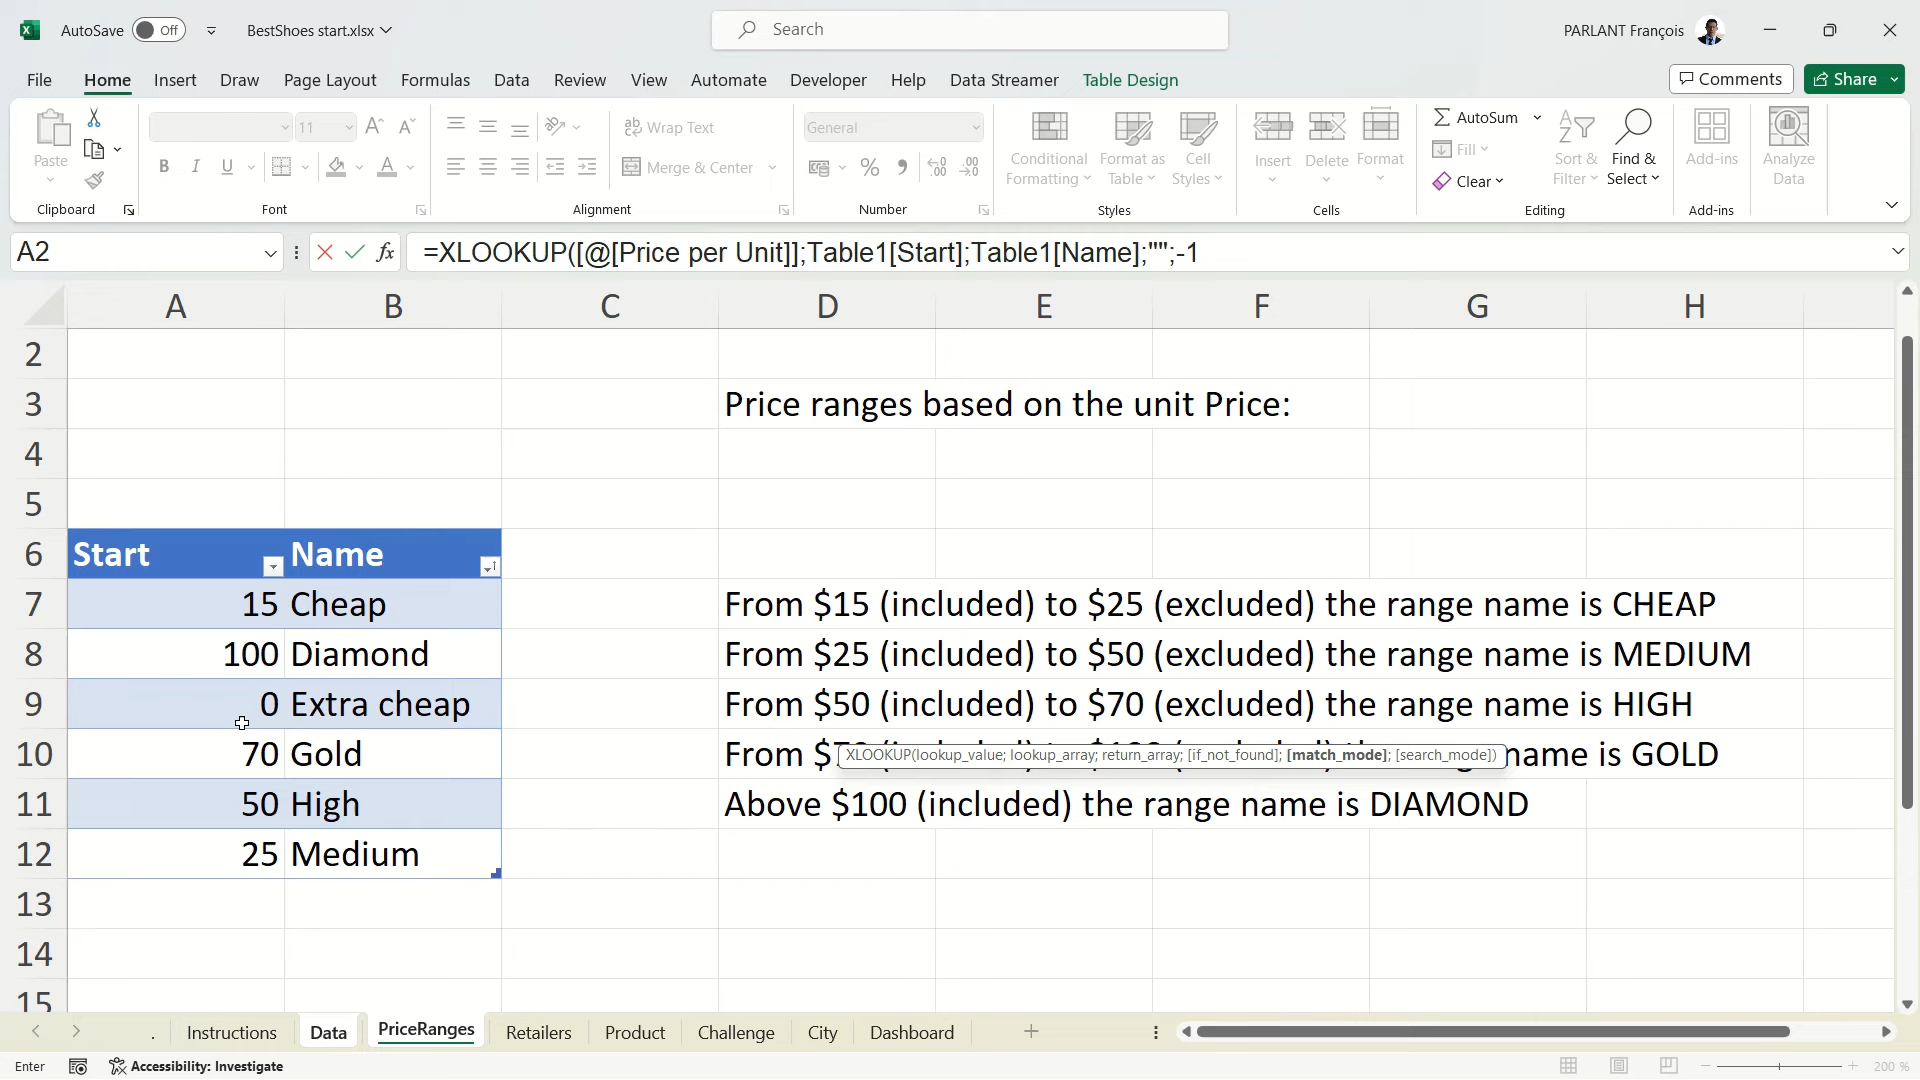 AutoSave Off BestShoes start.xlsx Search PARLANT François
File Home Insert Draw Page Layout Formulas Data Review View Automate Developer Help Data Streamer Table Design Comments Share
Paste 11 Wrap Text General Conditional Formatting Format as Table Cell Styles Insert Delete Format AutoSum Sort & Filter Find & Select Add-ins Analyze Data
Merge & Center Fill Clear
Clipboard Font Alignment Number Styles Cells Editing Add-ins
A2 fx =XLOOKUP([@[Price per Unit]];Table1[Start];Table1[Name];"";-1
A B C D E F G H
2
3 Price ranges based on the unit Price:
4
5
6 Start Name
7 15 Cheap From $15 (included) to $25 (excluded) the range name is CHEAP
8 100 Diamond From $25 (included) to $50 (excluded) the range name is MEDIUM
9 0 Extra cheap From $50 (included) to $70 (excluded) the range name is HIGH
10 70 Gold From name is GOLD
XLOOKUP(lookup_value; lookup_array; return_array; [if_not_found]; [match_mode]; [search_mode])
11 50 High Above $100 (included) the range name is DIAMOND
12 25 Medium
13
14
15
. Instructions Data PriceRanges Retailers Product Challenge City Dashboard
Enter Accessibility: Investigate 200 %